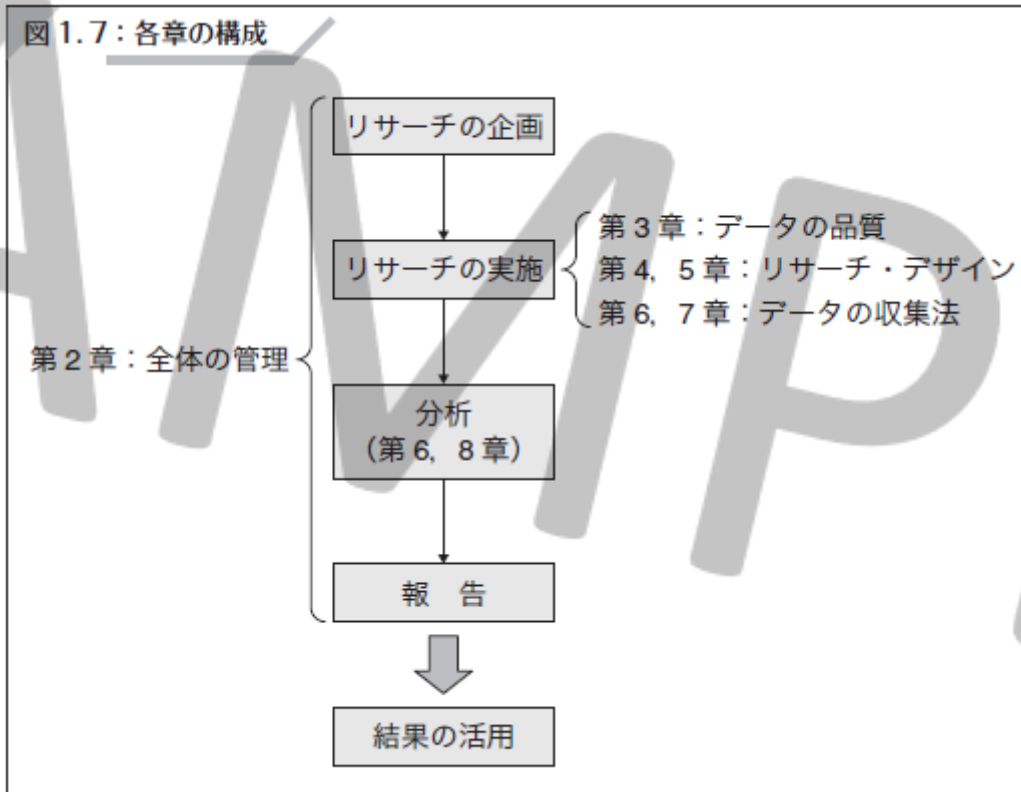 図1.7:各章の構成
リサーチの企画
リサーチの実施
第3章:データの品質
第4,5章:リサーチ・デザイン
第6,7章:データの収集法
第2章:全体の管理
分析
(第6,8章)
報 告
結果の活用
AMP